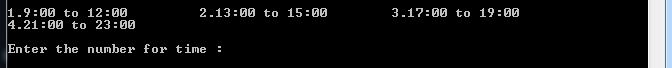 1.9:00 to 12:00 2.13:00 to 15:00 3.17:00 to 19:00
4.21:00 to 23:00
Enter the number for time :